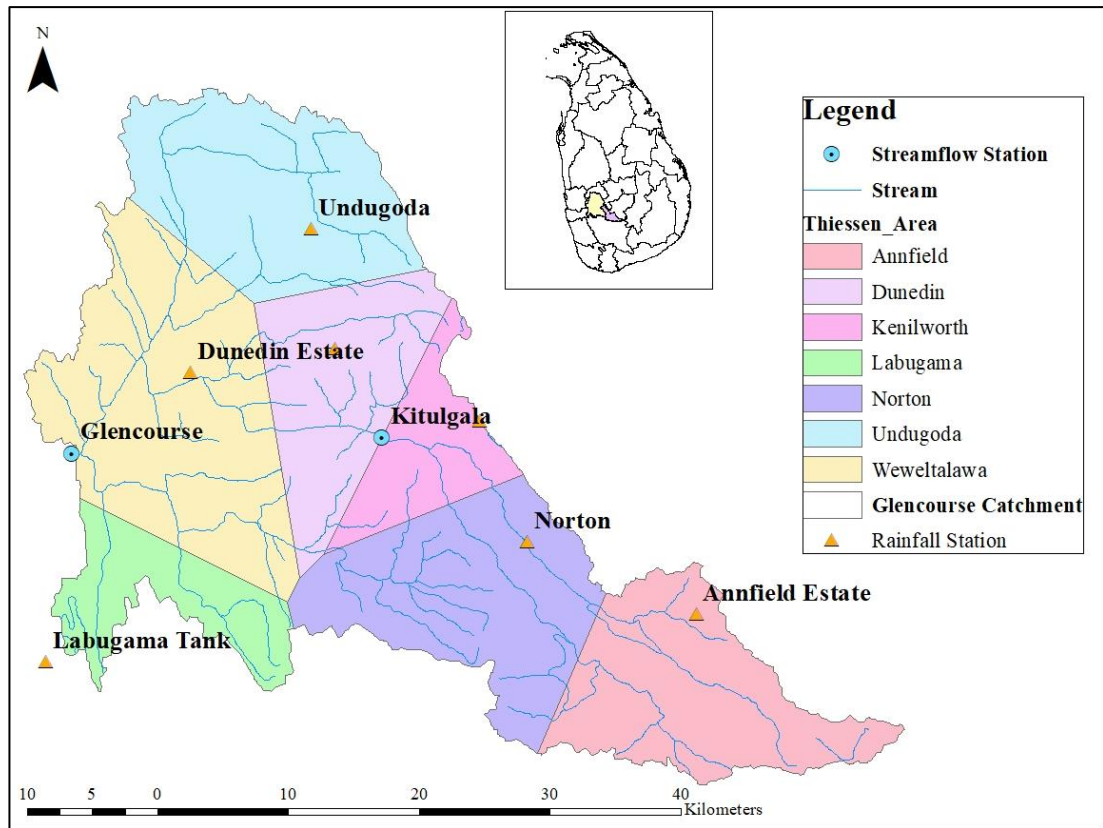 N
Undugoda
Dunedin Estate
Kitulgala
Glencourse
Norton
Annfield Estate
Labugama Tank
Legend
Streamflow Station
Stream
Thiessen_Area
Annfield
Dunedin
Kenilworth
Labugama
Norton
Undugoda
Weweltalawa
Glencourse Catchment
Rainfall Station
10 5 0 10 20 30 40
Kilometers